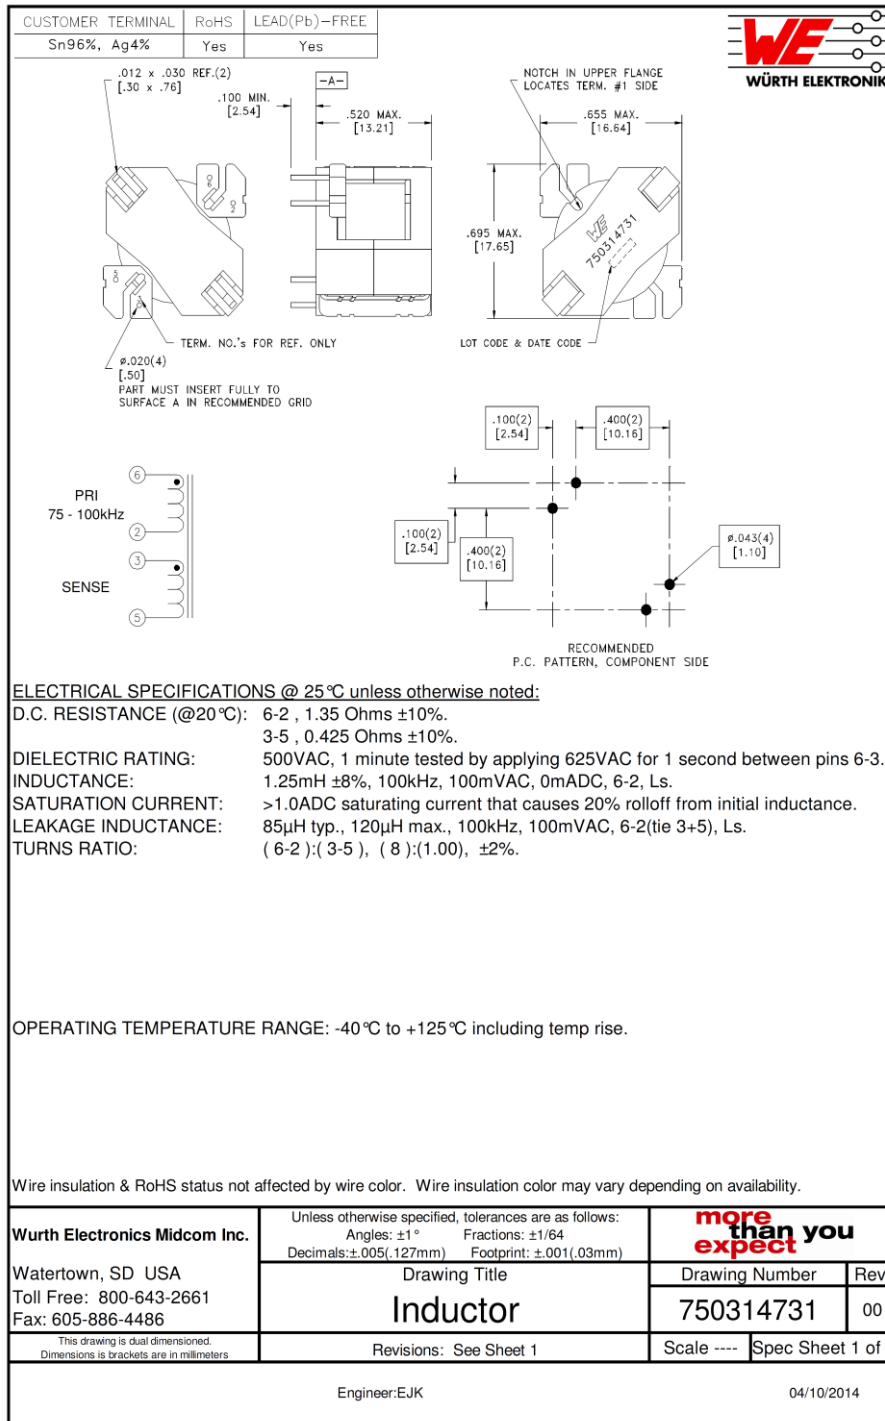 CUSTOMER TERMINAL RoHS LEAD(Pb)-FREE
Sn96%, Ag4% Yes Yes
WE
WÜRTH ELEKTRONIK
.012 x .030 REF.(2)
[.30 x .76]
.100 MIN.
[2.54]
-A-
.520 MAX.
[13.21]
NOTCH IN UPPER FLANGE
LOCATES TERM. #1 SIDE
.655 MAX.
[16.64]
6
2
5
3
.695 MAX.
[17.65]
WE
750314731
TERM. NO.'s FOR REF. ONLY
LOT CODE & DATE CODE
ø.020(4)
[.50]
PART MUST INSERT FULLY TO
SURFACE A IN RECOMMENDED GRID
.100(2)
[2.54]
.400(2)
[10.16]
6
PRI
75 - 100kHz
2
3
SENSE
5
.100(2)
[2.54]
.400(2)
[10.16]
ø.043(4)
[1.10]
RECOMMENDED
P.C. PATTERN, COMPONENT SIDE
ELECTRICAL SPECIFICATIONS @ 25°C unless otherwise noted:
D.C. RESISTANCE (@20°C): 6-2 , 1.35 Ohms ±10%.
3-5 , 0.425 Ohms ±10%.
DIELECTRIC RATING: 500VAC, 1 minute tested by applying 625VAC for 1 second between pins 6-3.
INDUCTANCE: 1.25mH ±8%, 100kHz, 100mVAC, 0mADC, 6-2, Ls.
SATURATION CURRENT: >1.0ADC saturating current that causes 20% rolloff from initial inductance.
LEAKAGE INDUCTANCE: 85µH typ., 120µH max., 100kHz, 100mVAC, 6-2(tie 3+5), Ls.
TURNS RATIO: ( 6-2 ):( 3-5 ), ( 8 ):(1.00), ±2%.
OPERATING TEMPERATURE RANGE: -40°C to +125°C including temp rise.
Wire insulation & RoHS status not affected by wire color. Wire insulation color may vary depending on availability.
Wurth Electronics Midcom Inc.
Watertown, SD USA
Toll Free: 800-643-2661
Fax: 605-886-4486
This drawing is dual dimensioned.
Dimensions is brackets are in millimeters
Unless otherwise specified, tolerances are as follows:
Angles: ±1° Fractions: ±1/64
Decimals:±.005(.127mm) Footprint: ±.001(.03mm)
Drawing Title
Inductor
Revisions: See Sheet 1
more
than you
expect
Drawing Number Rev
750314731 00
Scale ---- Spec Sheet 1 of
Engineer:EJK 04/10/2014